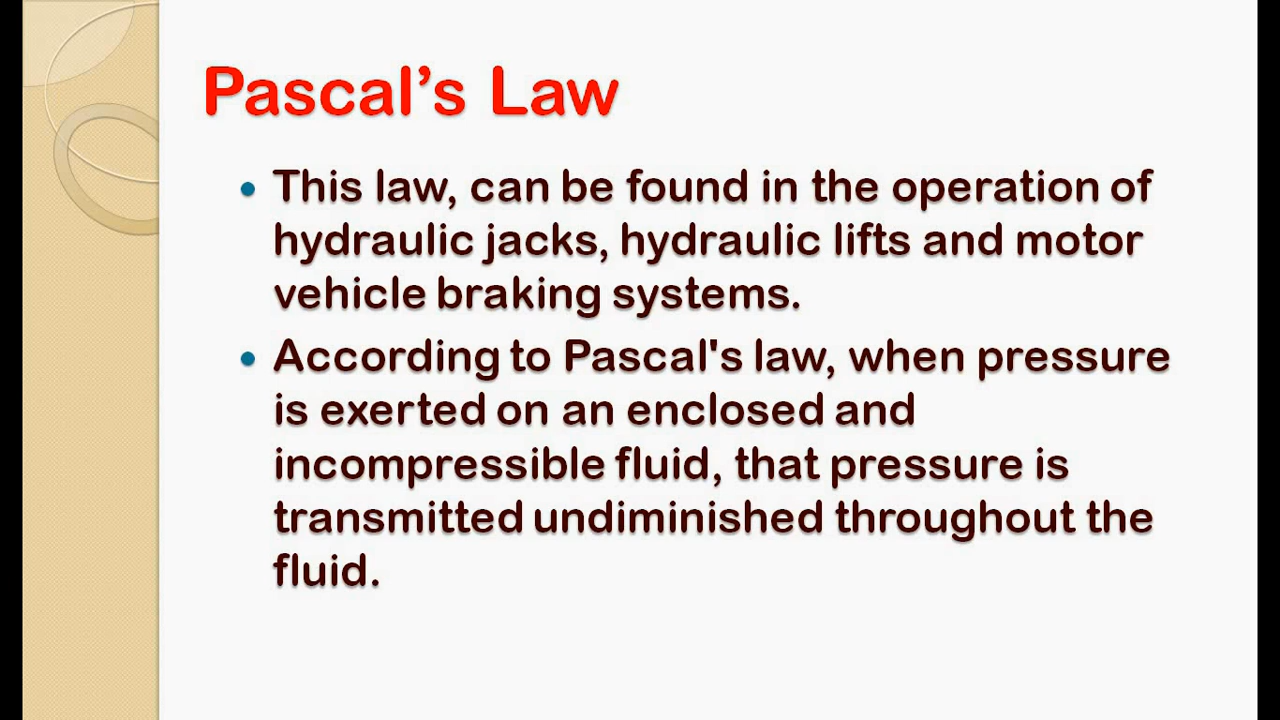 Pascal’s Law
• This law, can be found in the operation of
hydraulic jacks, hydraulic lifts and motor
vehicle braking systems.
• According to Pascal's law, when pressure
is exerted on an enclosed and
incompressible fluid, that pressure is
transmitted undiminished throughout the
fluid.